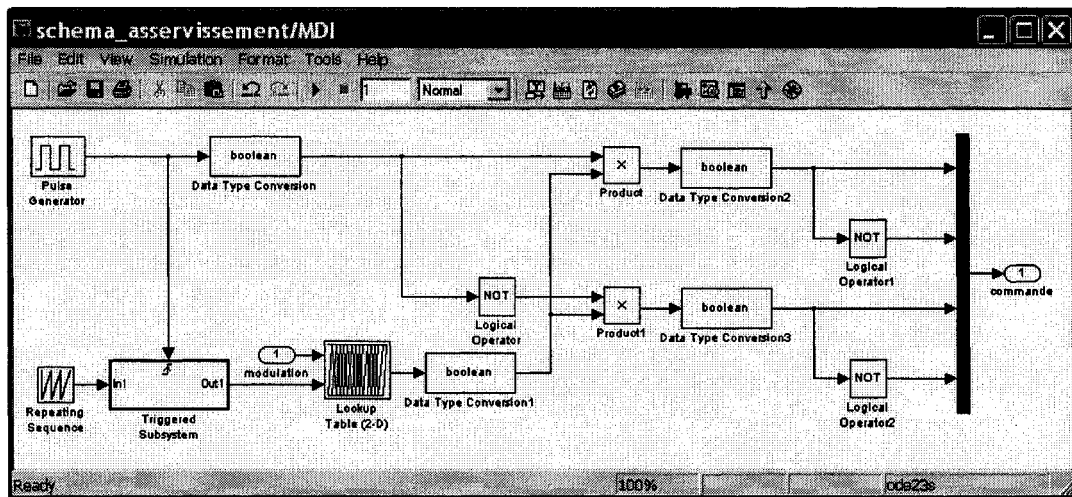 schema_asservissement/MDI
File Edit View Simulation Format Tools Help
1 Normal
Pulse
Generator
boolean
Data Type Conversion
×
Product
boolean
Data Type Conversion2
NOT
Logical
Operator1
1
commande
NOT
Logical
Operator
×
Product1
boolean
Data Type Conversion3
NOT
Logical
Operator2
Repeating
Sequence
In1
Out1
Triggered
Subsystem
1
modulation
Lookup
Table (2-D)
boolean
Data Type Conversion1
Ready
100%
ode23s